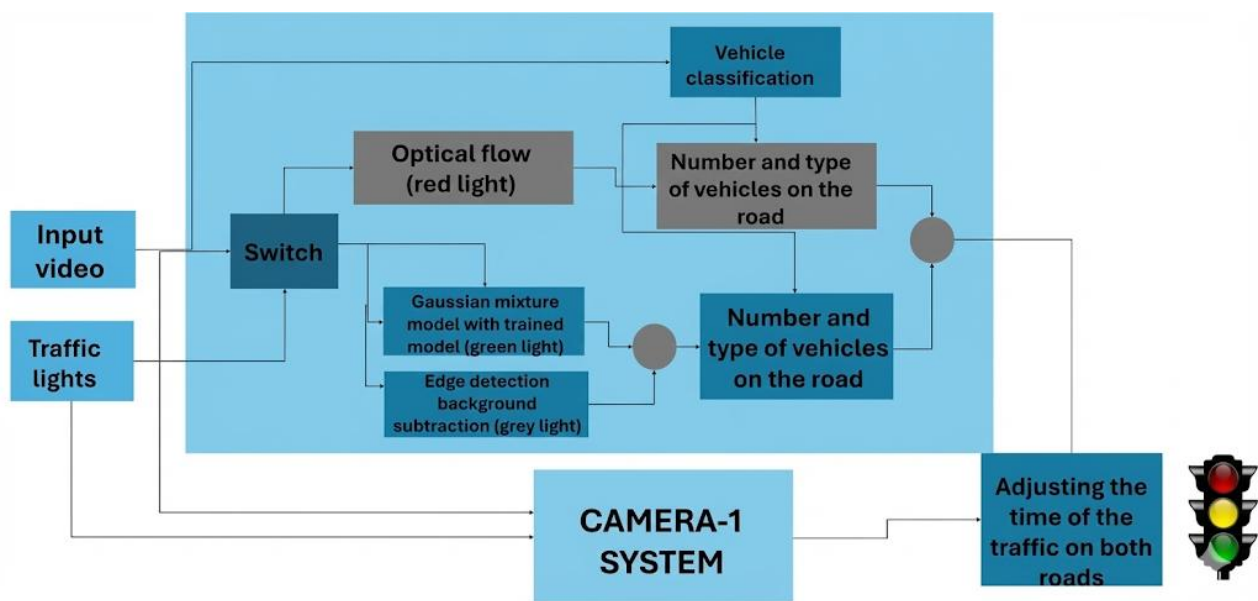 Vehicle
classification
Optical flow
(red light)
Number and type
of vehicles on the
road
Input
video
Switch
Gaussian mixture
model with trained
model (green light)
Number and
type of vehicles
on the road
Traffic
lights
Edge detection
background
subtraction (grey light)
CAMERA-1
SYSTEM
Adjusting the
time of the
traffic on both
roads